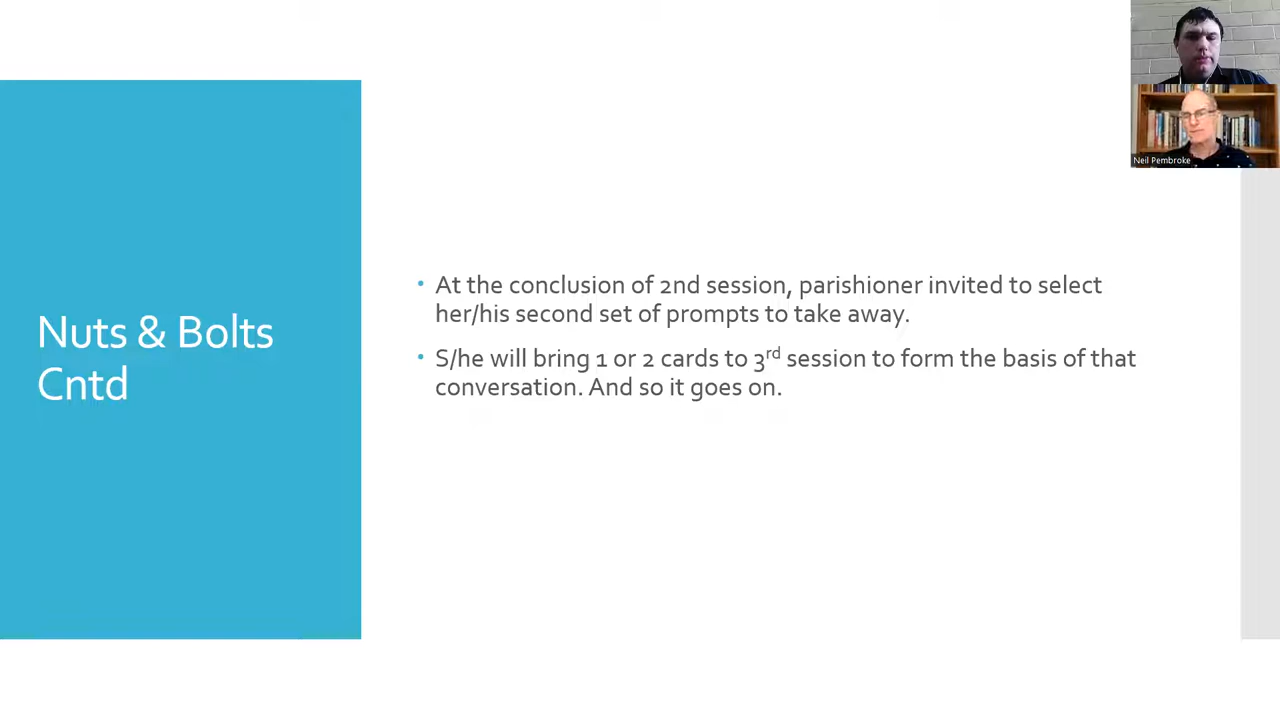 Nuts & Bolts
Cntd
• At the conclusion of 2nd session, parishioner invited to select
her/his second set of prompts to take away.
• S/he will bring 1 or 2 cards to 3rd session to form the basis of that
conversation. And so it goes on.
Neil Pembroke